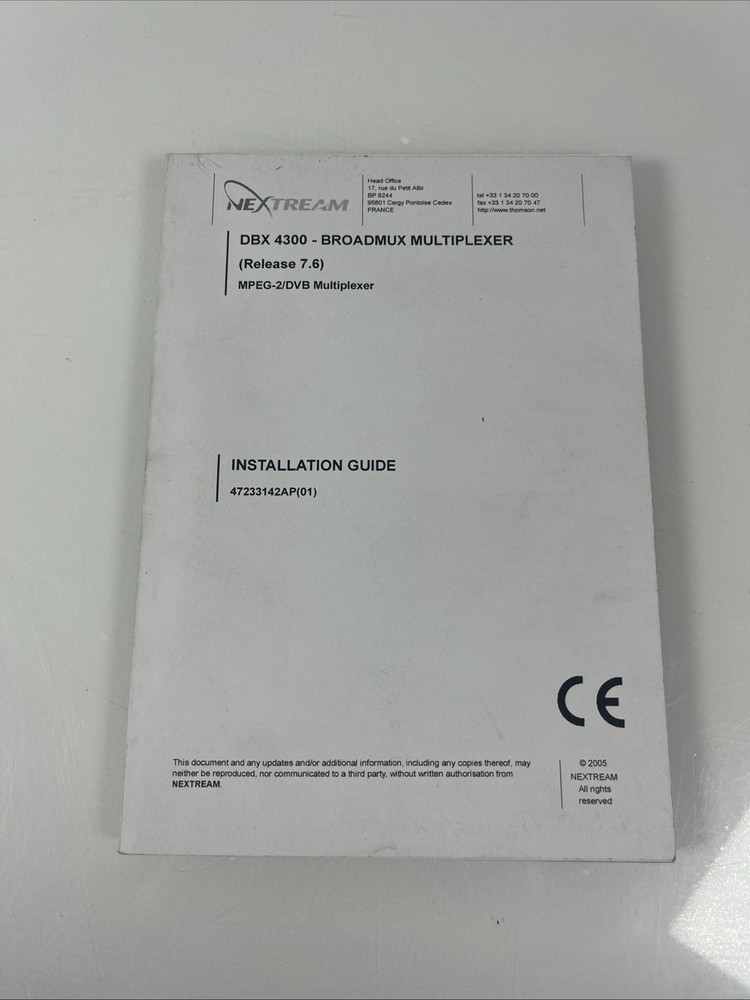 NEXTREAM
Head Office
17, rue du Petit Albi
BP 8244
95801 Cergy Pontoise Cedex
FRANCE
tel +33 1 34 20 70 00
fax +33 1 34 20 70 47
http://www.thomson.net
DBX 4300 - BROADMUX MULTIPLEXER
(Release 7.6)
MPEG-2/DVB Multiplexer
INSTALLATION GUIDE
47233142AP(01)
CE
This document and any updates and/or additional information, including any copies thereof, may
neither be reproduced, nor communicated to a third party, without written authorisation from
NEXTREAM.
© 2005
NEXTREAM
All rights
reserved